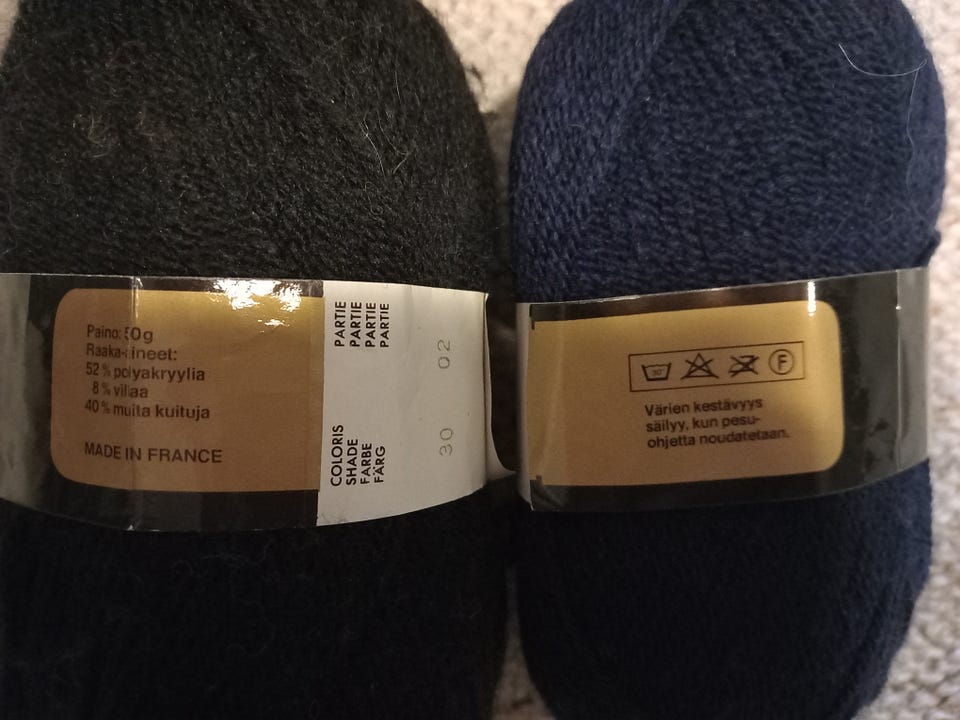 Paino: 50g
Raaka-aineet:
52 % polyakryylia
8 % villaa
40 % muita kuituja
MADE IN FRANCE
PARTIE
PARTIE
PARTIE
PARTIE
02
COLORIS
SHADE
FARBE
FÄRG
30
30°
F
Värien kestävyys
säilyy, kun pesu-
ohjetta noudatetaan.